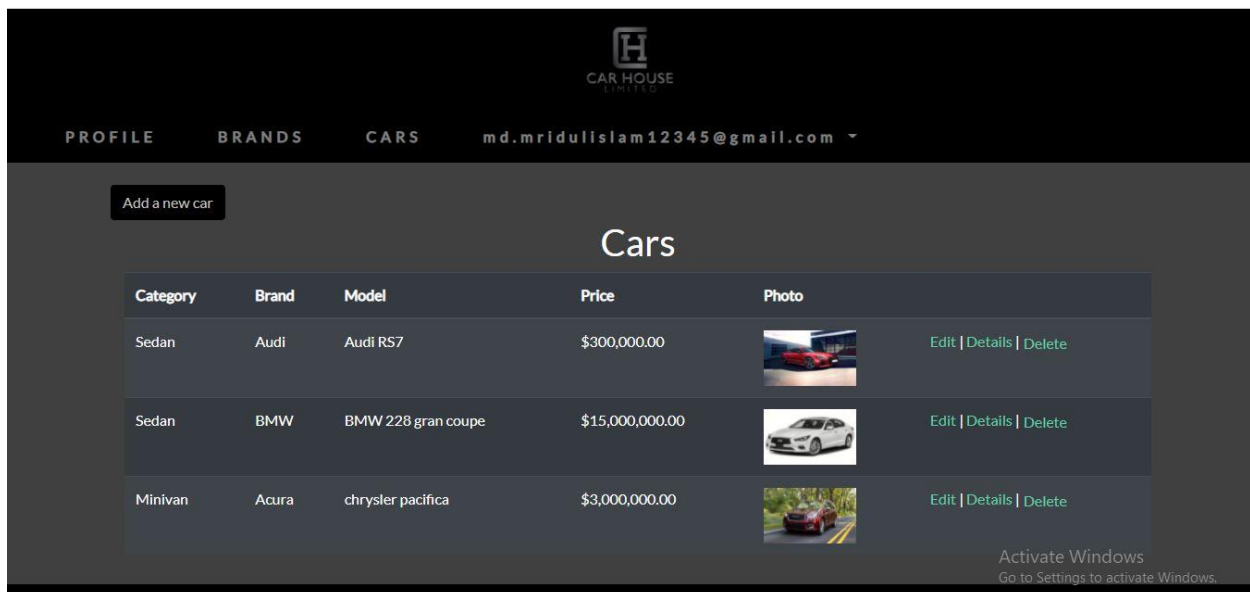 CH
CAR HOUSE
LIMITED
PROFILE BRANDS CARS md.mridulislam12345@gmail.com
Add a new car
Cars
Category Brand Model Price Photo
Sedan Audi Audi RS7 $300,000.00 Edit | Details | Delete
Sedan BMW BMW 228 gran coupe $15,000,000.00 Edit | Details | Delete
Minivan Acura chrysler pacifica $3,000,000.00 Edit | Details | Delete
Activate Windows
Go to Settings to activate Windows.